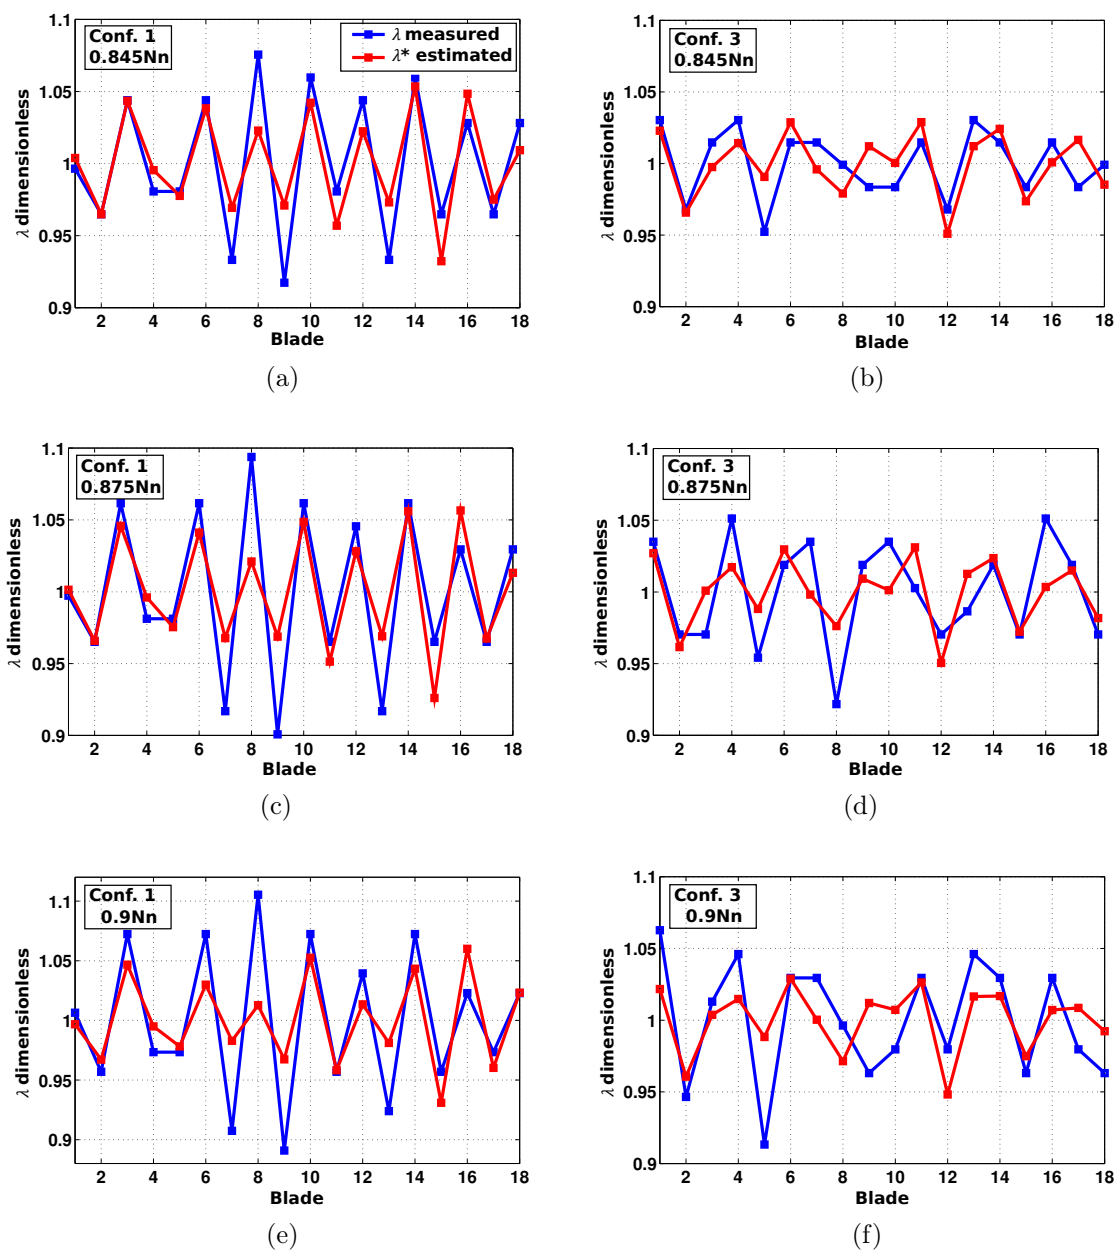 Conf. 1
0.845Nn
λ measured
λ* estimated
λ dimensionless
1.1
1.05
1
0.95
0.9
2 4 6 8 10 12 14 16 18
Blade
(a)
Conf. 3
0.845Nn
λ dimensionless
1.1
1.05
1
0.95
0.9
2 4 6 8 10 12 14 16 18
Blade
(b)
Conf. 1
0.875Nn
λ dimensionless
1.1
1.05
1
0.95
0.9
2 4 6 8 10 12 14 16 18
Blade
(c)
Conf. 3
0.875Nn
λ dimensionless
1.1
1.05
1
0.95
0.9
2 4 6 8 10 12 14 16 18
Blade
(d)
Conf. 1
0.9Nn
λ dimensionless
1.1
1.05
1
0.95
0.9
2 4 6 8 10 12 14 16 18
Blade
(e)
Conf. 3
0.9Nn
λ dimensionless
1.1
1.05
1
0.95
0.9
2 4 6 8 10 12 14 16 18
Blade
(f)